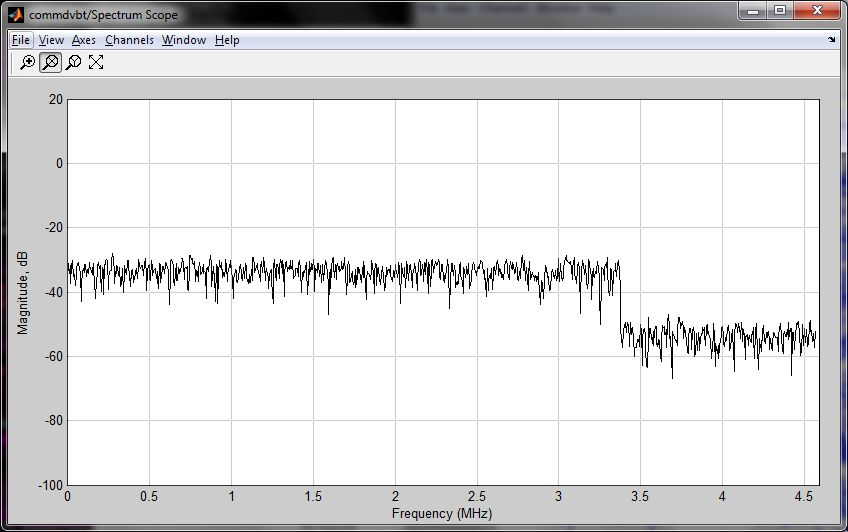 commdvbt/Spectrum Scope
File View Axes Channels Window Help
20
0
-20
-40
-60
-80
-100
Magnitude, dB
0 0.5 1 1.5 2 2.5 3 3.5 4 4.5
Frequency (MHz)